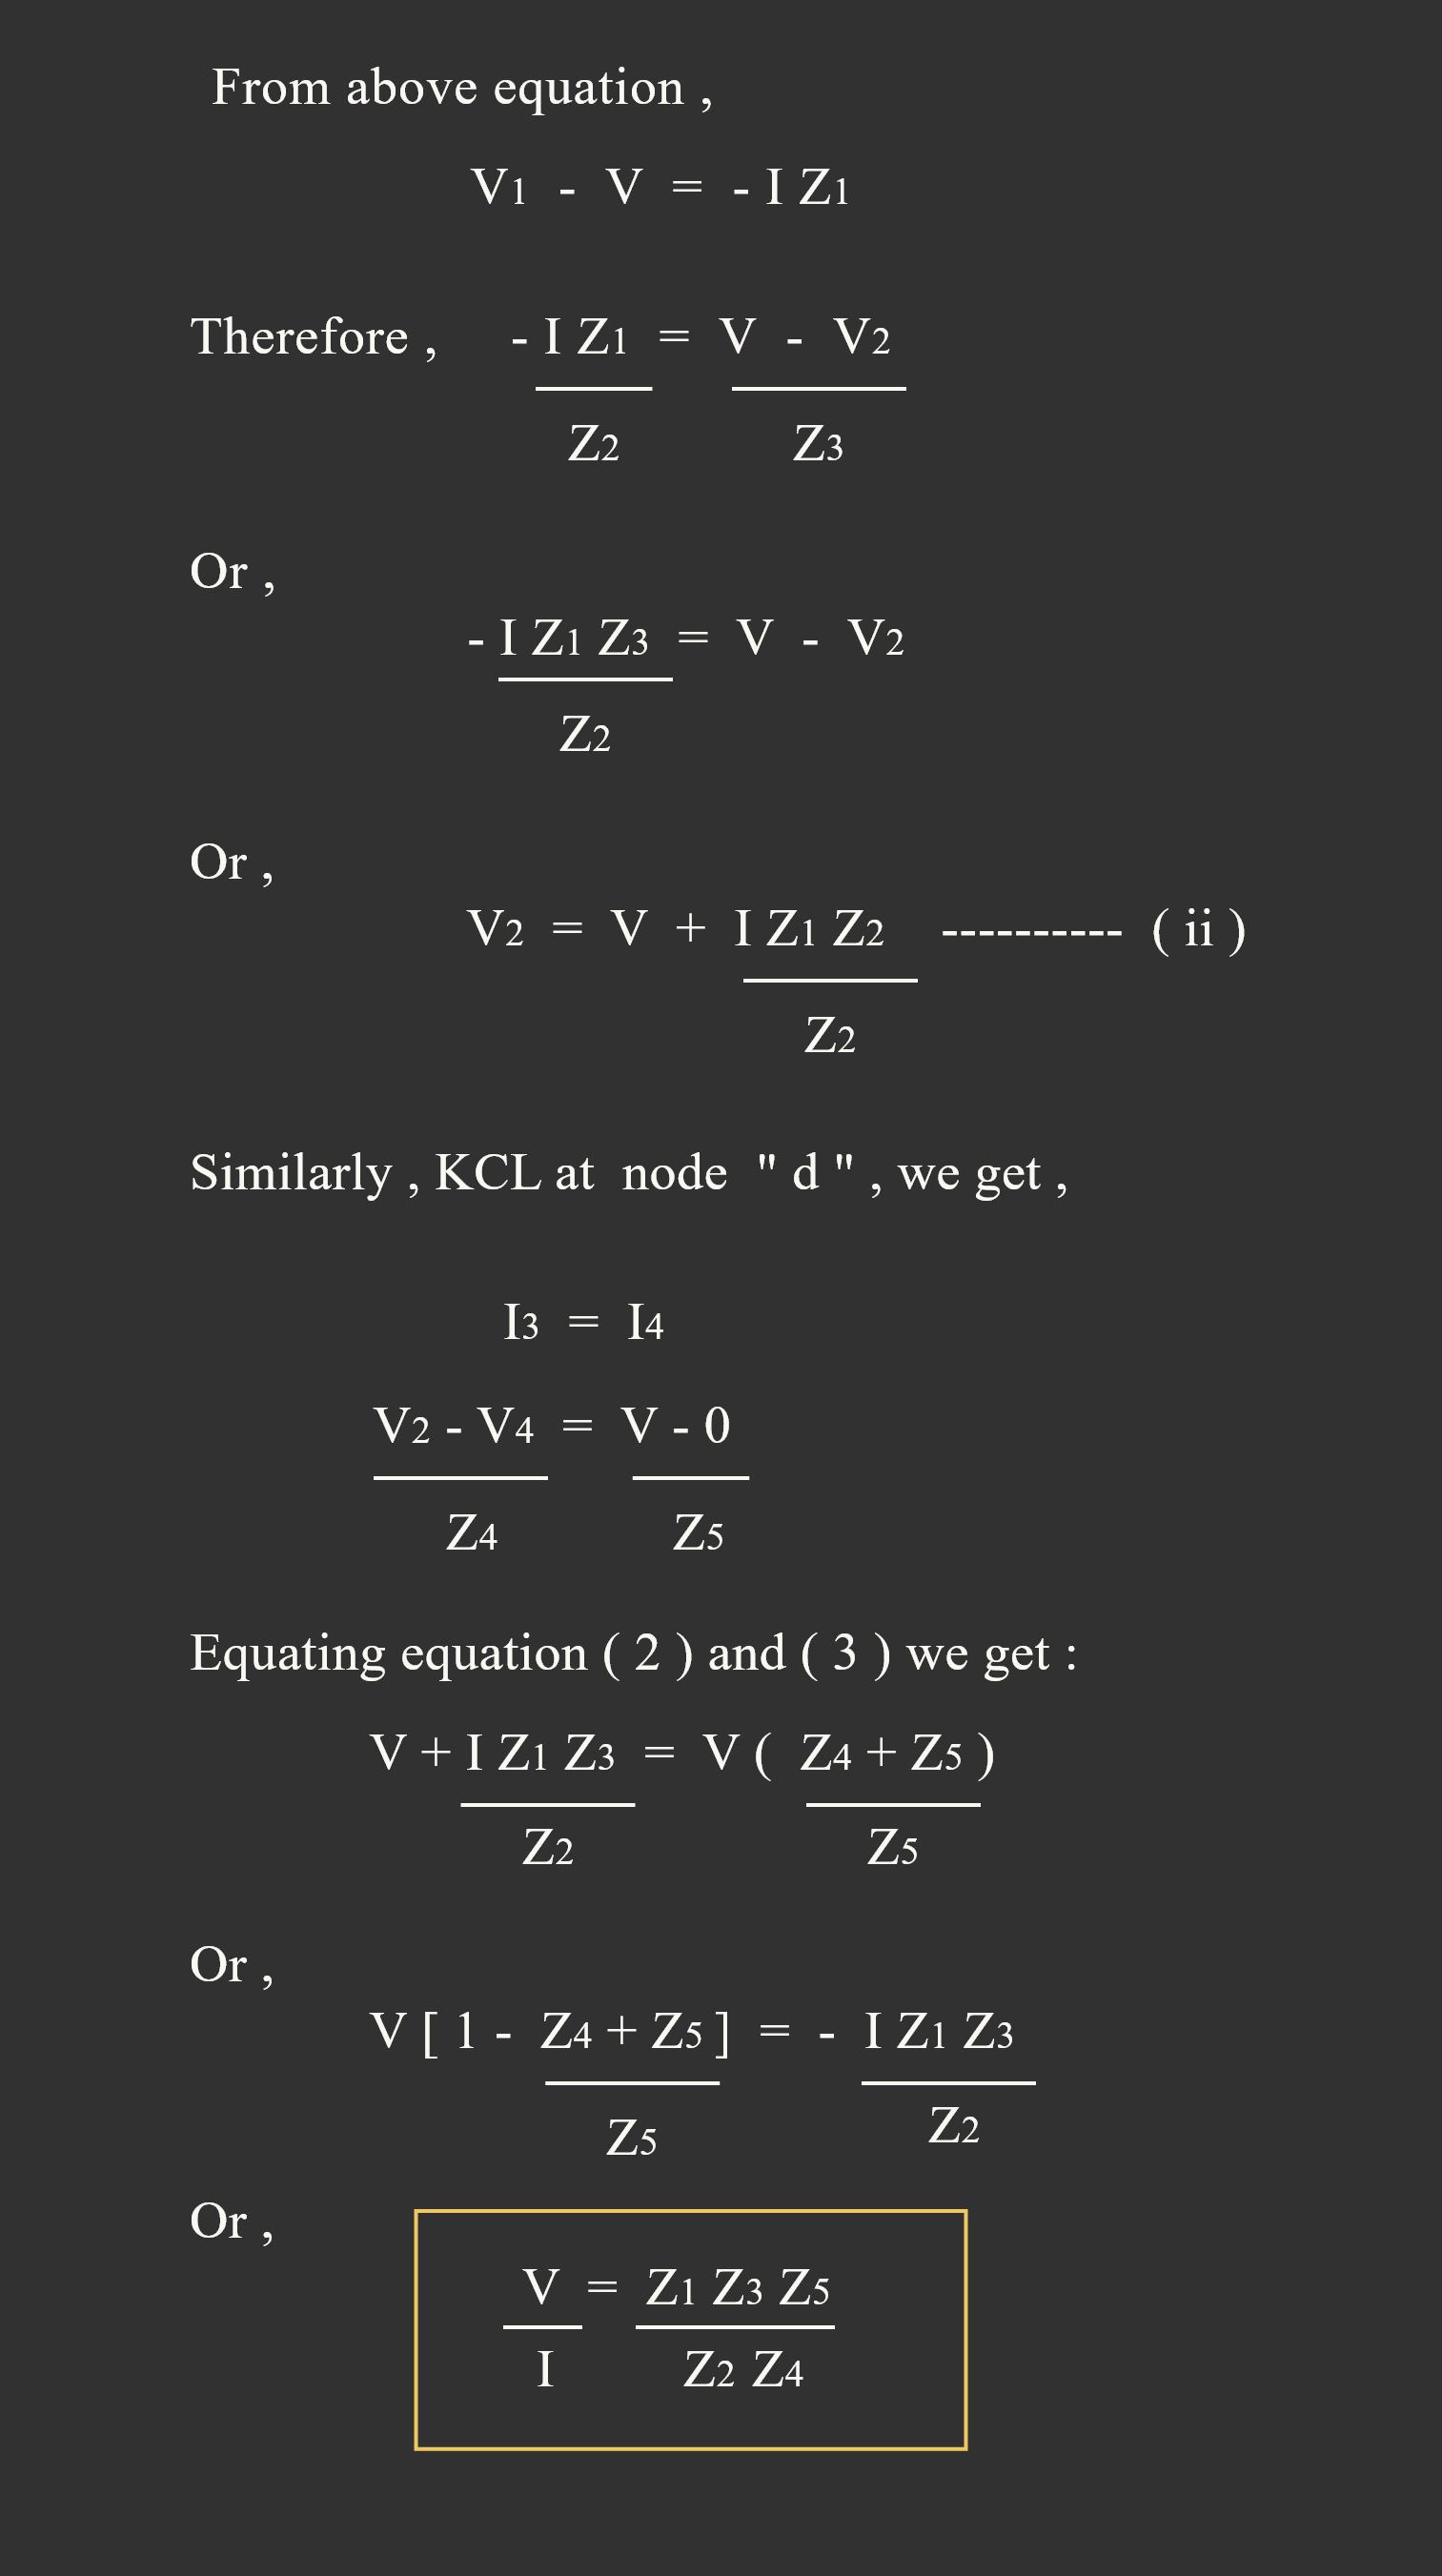 From above equation ,
V1 - V = - I Z1
Therefore , - I Z1 = V - V2
Z2 Z3
Or ,
- I Z1 Z3 = V - V2
Z2
Or ,
V2 = V + I Z1 Z2 ---------- ( ii )
Z2
Similarly , KCL at node " d " , we get ,
I3 = I4
V2 - V4 = V - 0
Z4 Z5
Equating equation ( 2 ) and ( 3 ) we get :
V + I Z1 Z3 = V ( Z4 + Z5 )
Z2 Z5
Or ,
V [ 1 - Z4 + Z5 ] = - I Z1 Z3
Z5 Z2
Or ,
V = Z1 Z3 Z5
I Z2 Z4